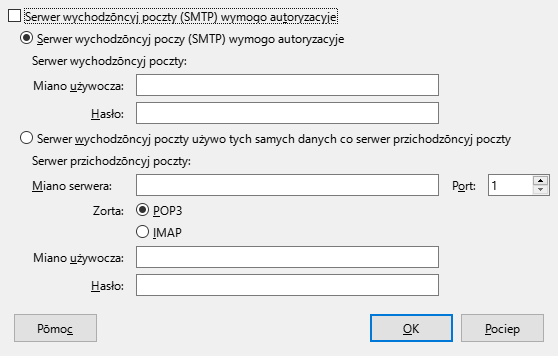 Serwer wychodzōncyj poczty (SMTP) wymogo autoryzacyje
Serwer wychodzōncyj poczy (SMTP) wymogo autoryzacyje
Serwer wychodzōncyj poczty:
Miano używocza:
Hasło:
Serwer wychodzōncyj poczty używo tych samych danych co serwer przichodzōncyj poczty
Serwer przichodzōncyj poczty:
Miano serwera: Port: 1
Zorta: POP3
IMAP
Miano używocza:
Hasło:
Pōmoc OK Pociep